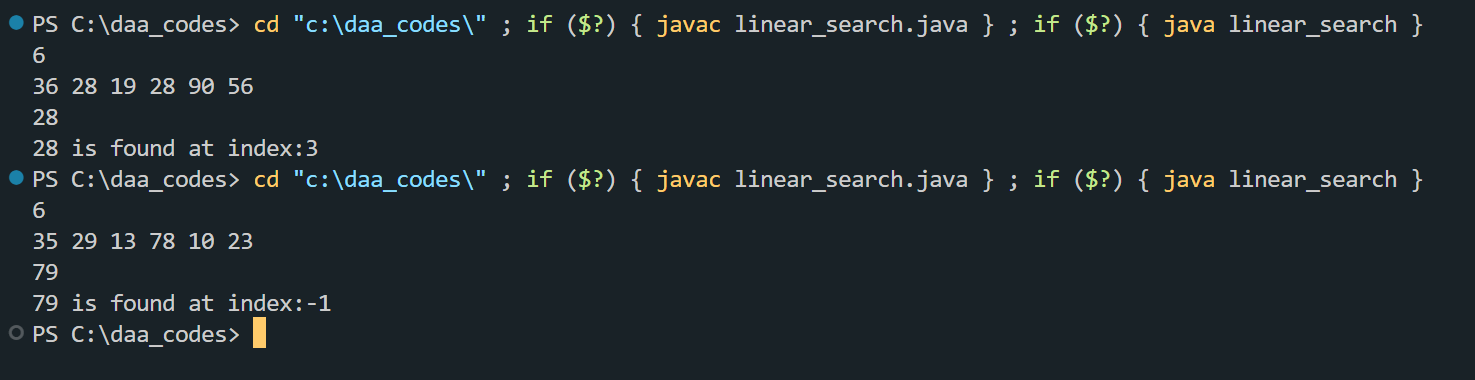 PS C:\daa_codes> cd "c:\daa_codes\" ; if ($?) { javac linear_search.java } ; if ($?) { java linear_search }
6
36 28 19 28 90 56
28
28 is found at index:3
PS C:\daa_codes> cd "c:\daa_codes\" ; if ($?) { javac linear_search.java } ; if ($?) { java linear_search }
6
35 29 13 78 10 23
79
79 is found at index:-1
PS C:\daa_codes>